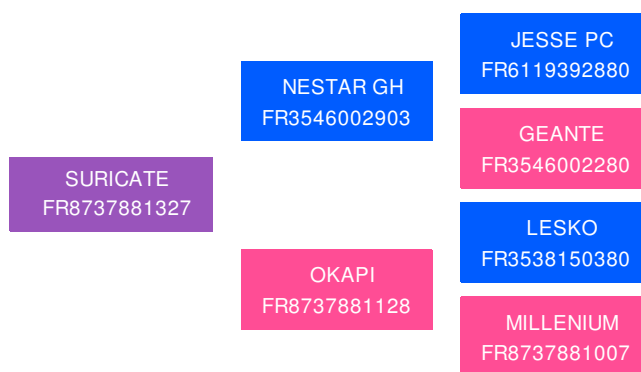 JESSE PC
FR6119392880
NESTAR GH
FR3546002903
GEANTE
FR3546002280
SURICATE
FR8737881327
LESKO
FR3538150380
OKAPI
FR8737881128
MILLENIUM
FR8737881007